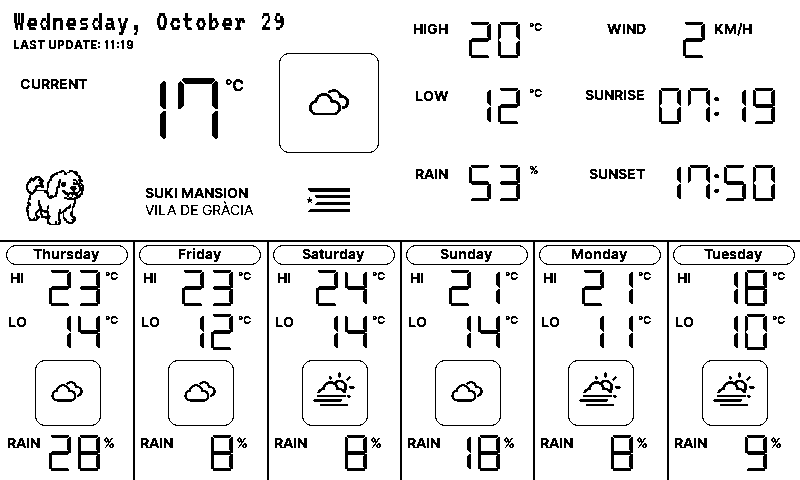 Wednesday, October 29
LAST UPDATE: 11:19
CURRENT 17 °C
SUKI MANSION
VILA DE GRÀCIA
HIGH 20 °C
LOW 12 °C
RAIN 53 %
WIND 2 KM/H
SUNRISE 07:19
SUNSET 17:50
Thursday
HI 23 °C
LO 14 °C
RAIN 28 %
Friday
HI 23 °C
LO 12 °C
RAIN 8 %
Saturday
HI 24 °C
LO 14 °C
RAIN 8 %
Sunday
HI 21 °C
LO 14 °C
RAIN 18 %
Monday
HI 21 °C
LO 11 °C
RAIN 8 %
Tuesday
HI 18 °C
LO 10 °C
RAIN 9 %